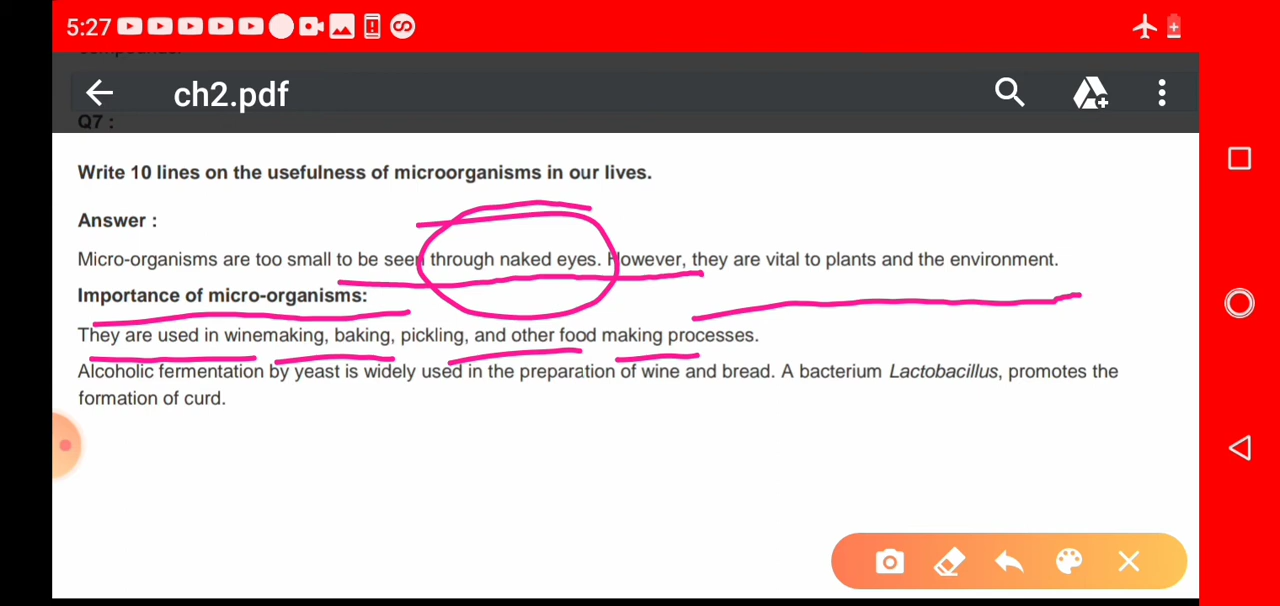 5:27
ch2.pdf
Q7 :
Write 10 lines on the usefulness of microorganisms in our lives.
Answer :
Micro-organisms are too small to be seen through naked eyes. However, they are vital to plants and the environment.
Importance of micro-organisms:
They are used in winemaking, baking, pickling, and other food making processes.
Alcoholic fermentation by yeast is widely used in the preparation of wine and bread. A bacterium Lactobacillus, promotes the
formation of curd.